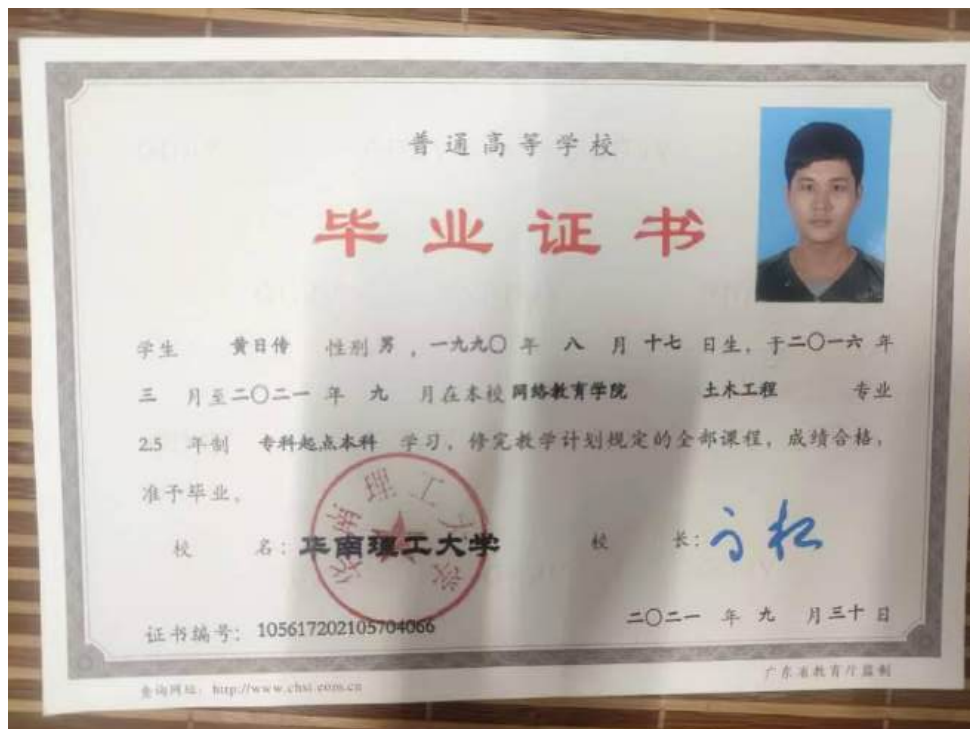 普通高等学校
毕业证书
学生 黄日传 性别 男，一九九〇年 八 月 十七 日生，于二〇一六年
三 月至二〇二一 年 九 月在本校 网络教育学院 土木工程 专业
2.5 年制 专科起点本科 学习，修完教学计划规定的全部课程，成绩合格，
准予毕业。
校 名：华南理工大学 校 长：
华南理工大学
证书编号：105617202105704066 二〇二一 年 九 月三十日
查询网址：http://www.chsi.com.cn 广东省教育厅监制